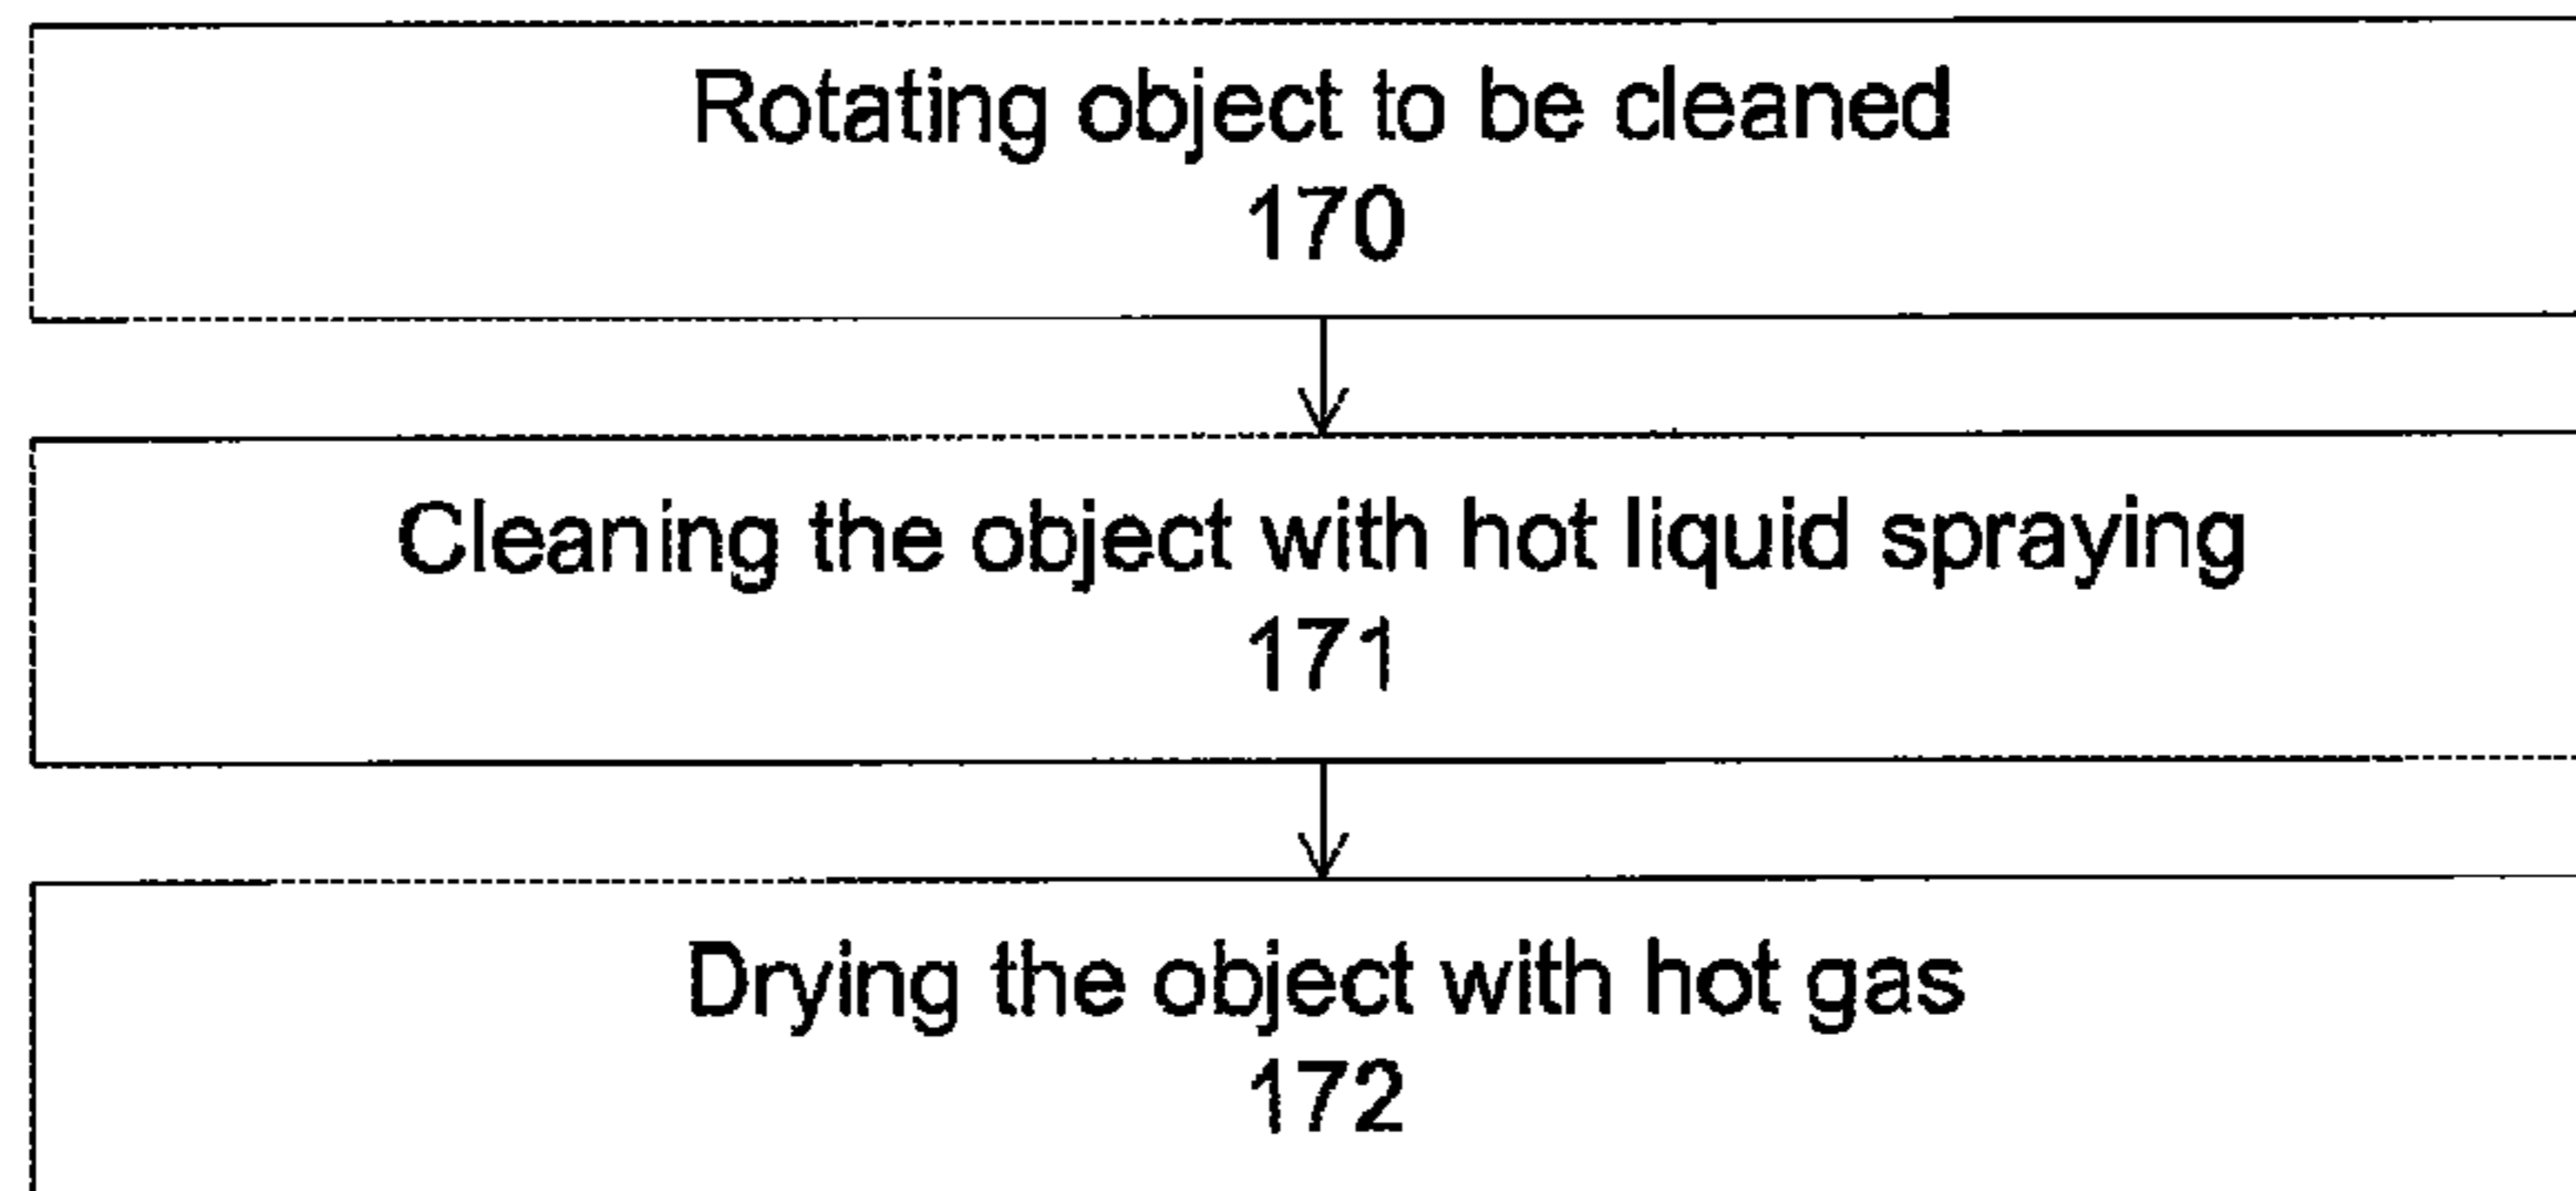 Rotating object to be cleaned
170
Cleaning the object with hot liquid spraying
171
Drying the object with hot gas
172